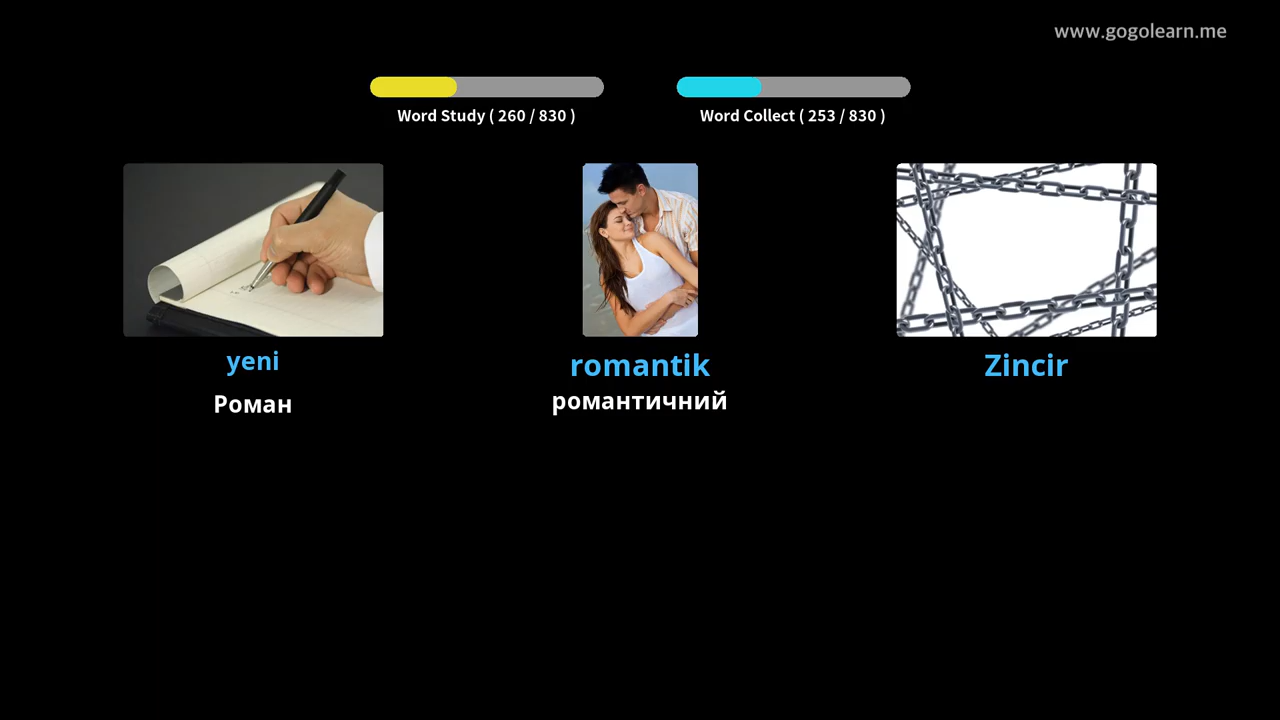 www.gogolearn.me
Word Study ( 260 / 830 )
Word Collect ( 253 / 830 )
yeni
Роман
romantik
романтичний
Zincir